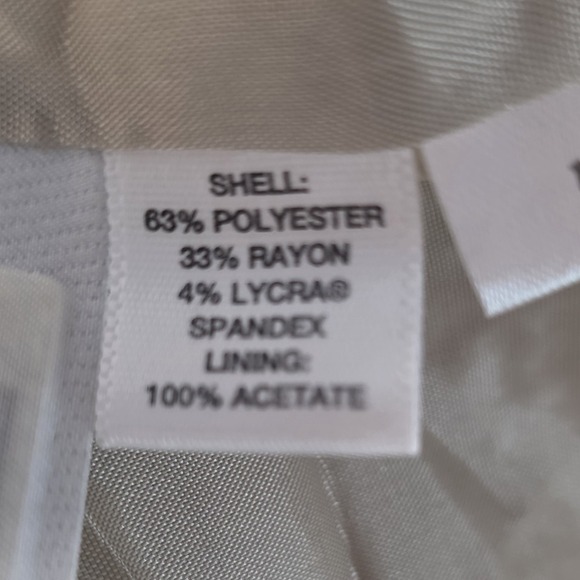 SHELL:
63% POLYESTER
33% RAYON
4% LYCRA®
SPANDEX
LINING:
100% ACETATE